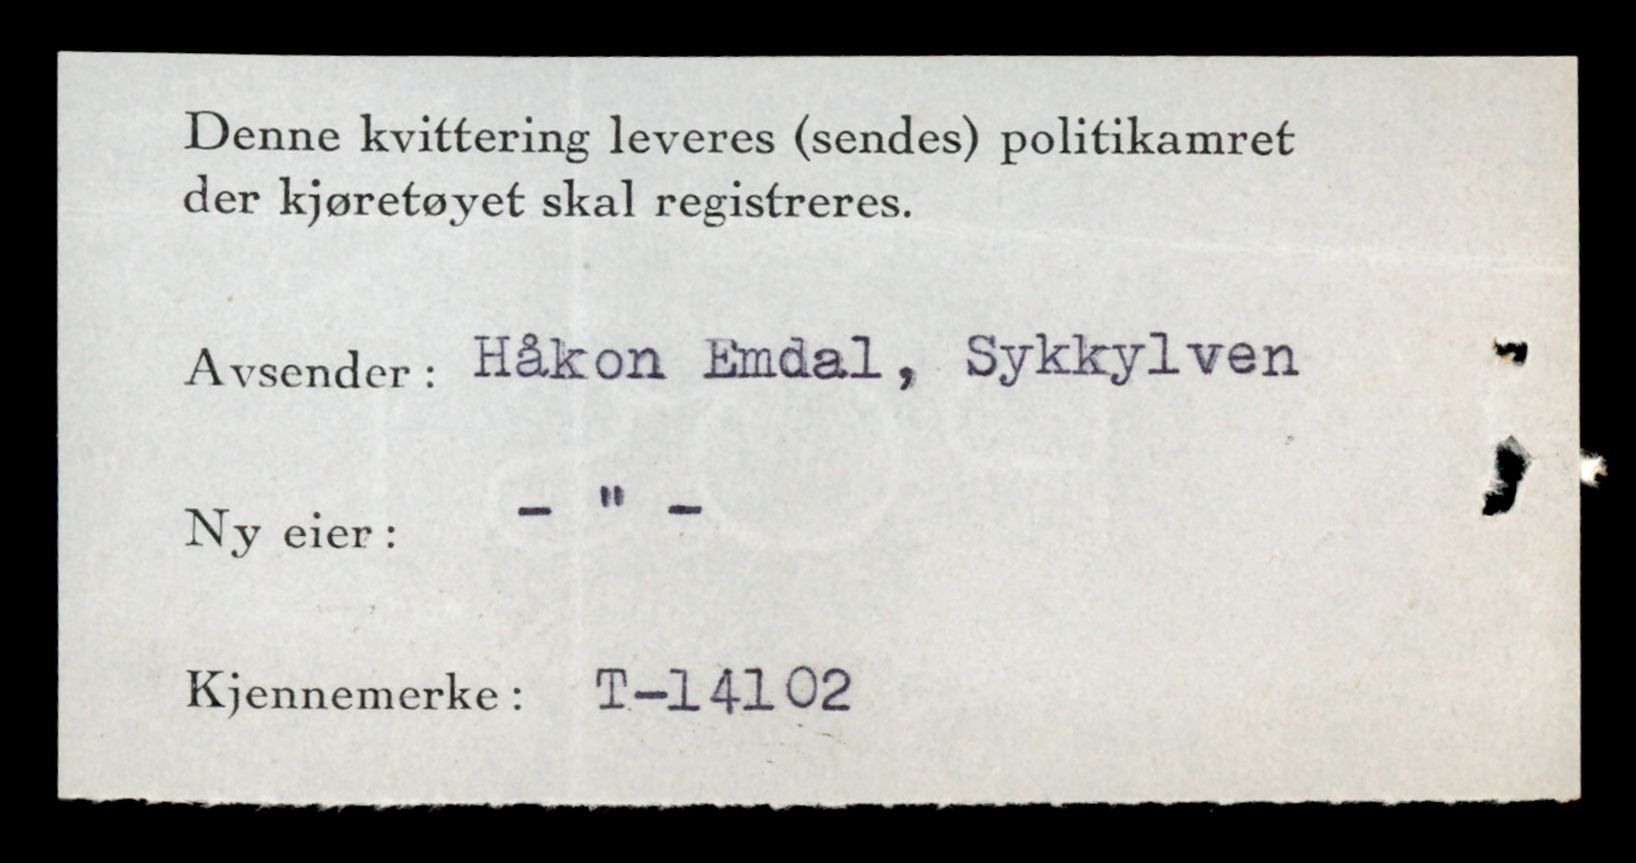 Denne kvittering leveres (sendes) politikamret
der kjøretøyet skal registreres.
Avsender: Håkon Emdal, Sykkylven
Ny eier: - " -
Kjennemerke: T-14102